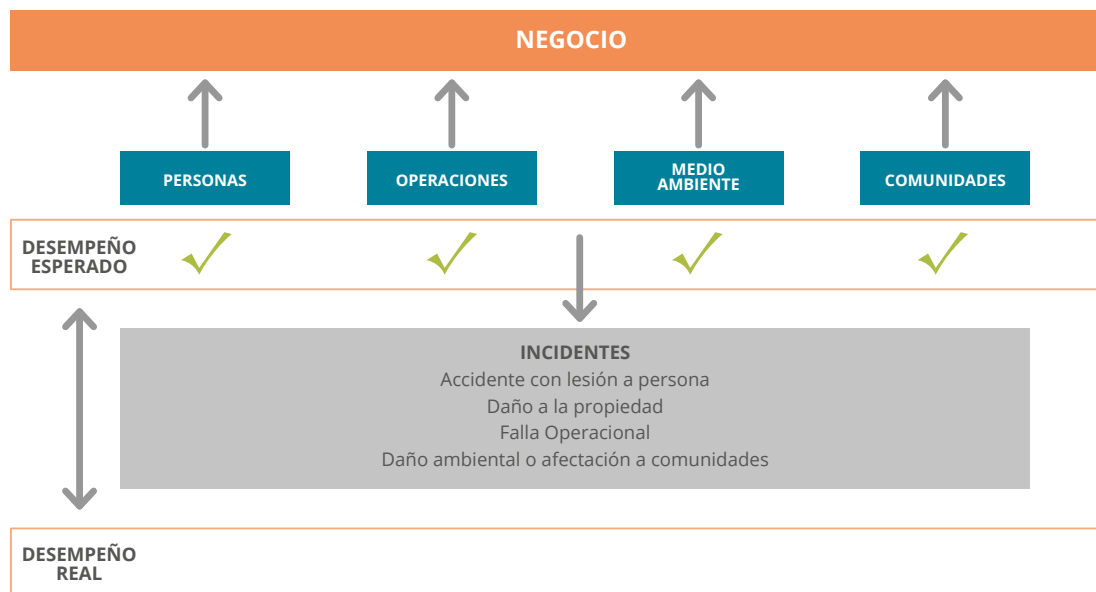 NEGOCIO
PERSONAS
OPERACIONES
MEDIO
AMBIENTE
COMUNIDADES
DESEMPEÑO
ESPERADO
INCIDENTES
Accidente con lesión a persona
Daño a la propiedad
Falla Operacional
Daño ambiental o afectación a comunidades
DESEMPEÑO
REAL